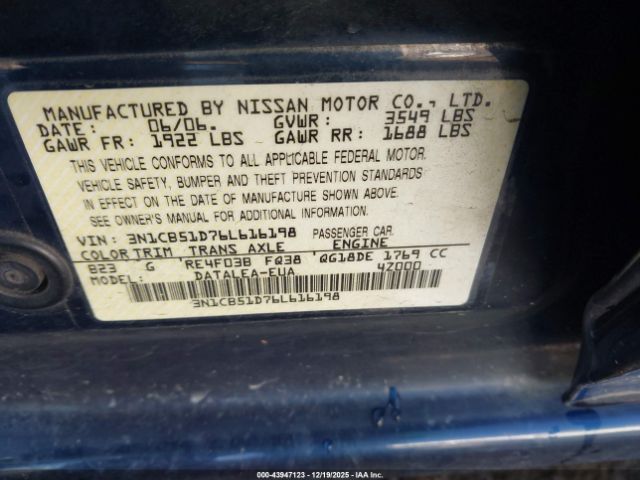 MANUFACTURED BY NISSAN MOTOR CO., LTD.
DATE: 06/06. GVWR: 3549 LBS
GAWR FR: 1922 LBS GAWR RR: 1688 LBS
THIS VEHICLE CONFORMS TO ALL APPLICABLE FEDERAL MOTOR.
VEHICLE SAFETY, BUMPER AND THEFT PREVENTION STANDARDS
IN EFFECT ON THE DATE OF MANUFACTURE SHOWN ABOVE.
SEE OWNER'S MANUAL FOR ADDITIONAL INFORMATION.
VIN: 3N1CB51D76L616198 PASSENGER CAR.
COLOR TRIM TRANS AXLE ENGINE
B23 G RE4F03B FQ38 QG18DE 1769 CC
MODEL: DATALEA-EUA 4Z000
3N1CB51D76L616198
000-43947123 - 12/19/2025 - IAA Inc.